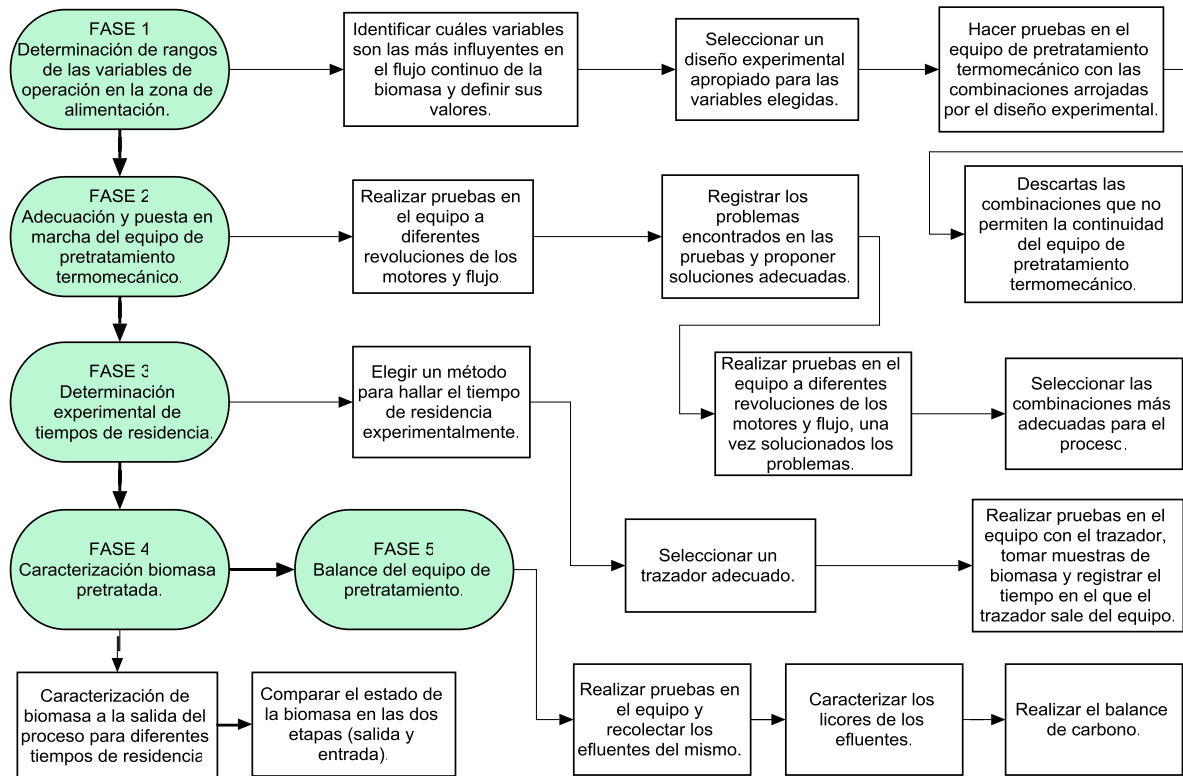 FASE 1
Determinación de rangos
de las variables de
operación en la zona de
alimentación.
Identificar cuáles variables
son las más influyentes en
el flujo continuo de la
biomasa y definir sus
valores.
Seleccionar un
diseño experimental
apropiado para las
variables elegidas.
Hacer pruebas en el
equipo de pretratamiento
termomecánico con las
combinaciones arrojadas
por el diseño experimental.
Descartas las
combinaciones que no
permiten la continuidad
del equipo de
pretratamiento
termomecánico.
FASE 2
Adecuación y puesta en
marcha del equipo de
pretratamiento
termomecánico.
Realizar pruebas en
el equipo a
diferentes
revoluciones de los
motores y flujo.
Registrar los
problemas
encontrados en las
pruebas y proponer
soluciones adecuadas.
Realizar pruebas en el
equipo a diferentes
revoluciones de los
motores y flujo, una
vez solucionados los
problemas.
Seleccionar las
combinaciones más
adecuadas para el
proceso.
FASE 3
Determinación
experimental de
tiempos de residencia.
Elegir un método
para hallar el tiempo
de residencia
experimentalmente.
Seleccionar un
trazador adecuado.
Realizar pruebas en el
equipo con el trazador,
tomar muestras de
biomasa y registrar el
tiempo en el que el
trazador sale del equipo.
FASE 4
Caracterización biomasa
pretratada.
Caracterización de
biomasa a la salida del
proceso para diferentes
tiempos de residencia
Comparar el estado de
la biomasa en las dos
etapas (salida y
entrada).
FASE 5
Balance del equipo de
pretratamiento.
Realizar pruebas en
el equipo y
recolectar los
efluentes del mismo.
Caracterizar los
licores de los
efluentes.
Realizar el balance
de carbono.